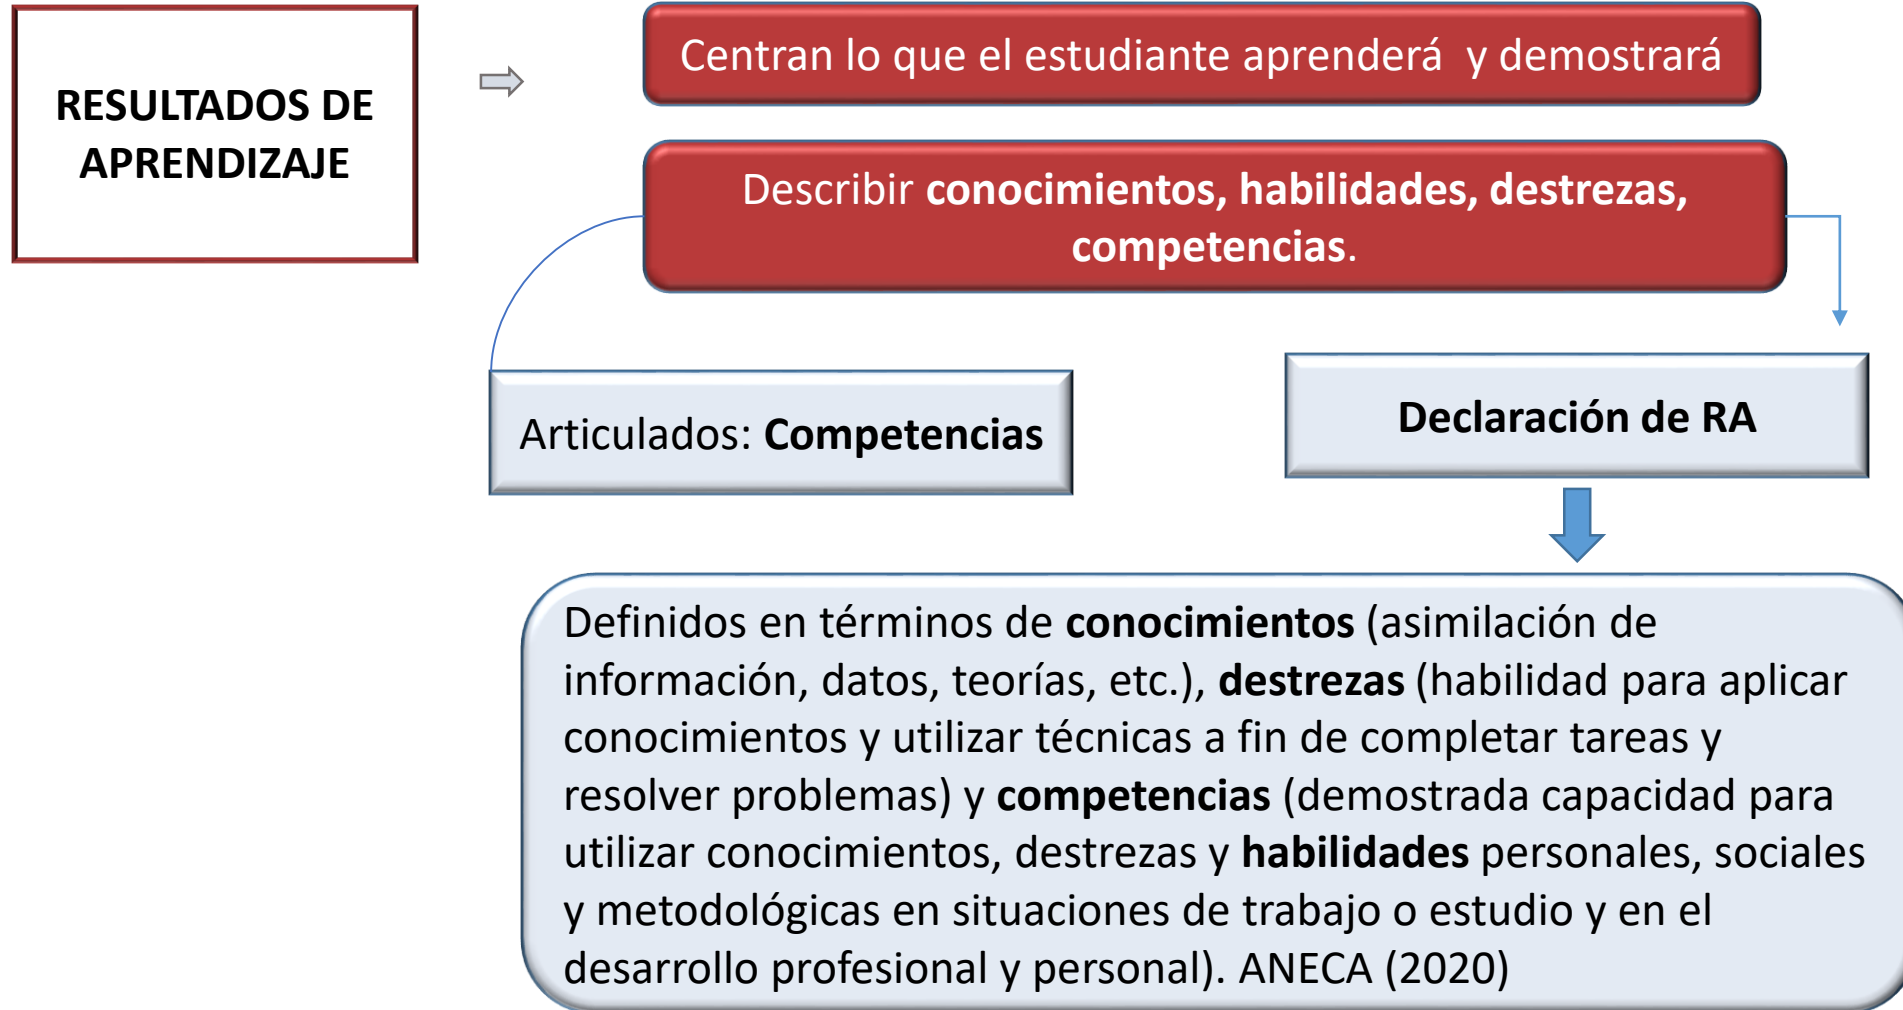 RESULTADOS DE
APRENDIZAJE
Centran lo que el estudiante aprenderá  y demostrará
Describir conocimientos, habilidades, destrezas,
competencias.
Articulados: Competencias
Declaración de RA
Definidos en términos de conocimientos (asimilación de
información, datos, teorías, etc.), destrezas (habilidad para aplicar
conocimientos y utilizar técnicas a fin de completar tareas y
resolver problemas) y competencias (demostrada capacidad para
utilizar conocimientos, destrezas y habilidades personales, sociales
y metodológicas en situaciones de trabajo o estudio y en el
desarrollo profesional y personal). ANECA (2020)